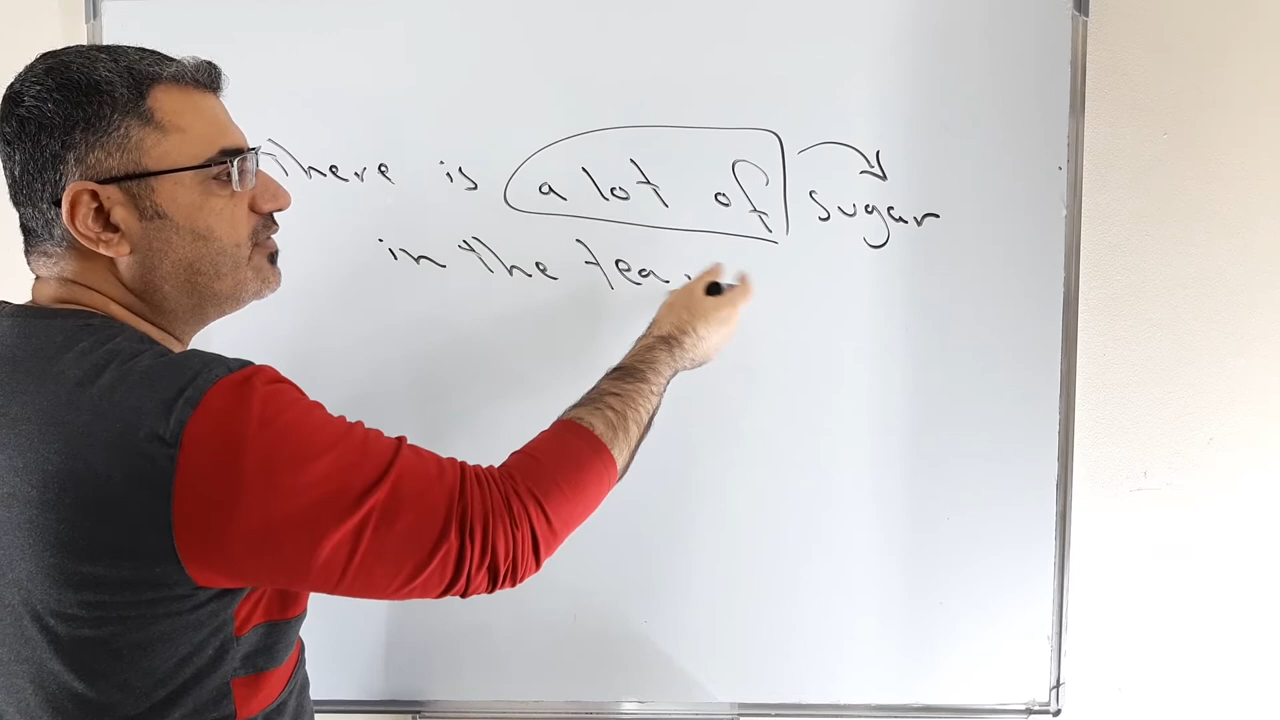 There is a lot of sugar
in the tea.